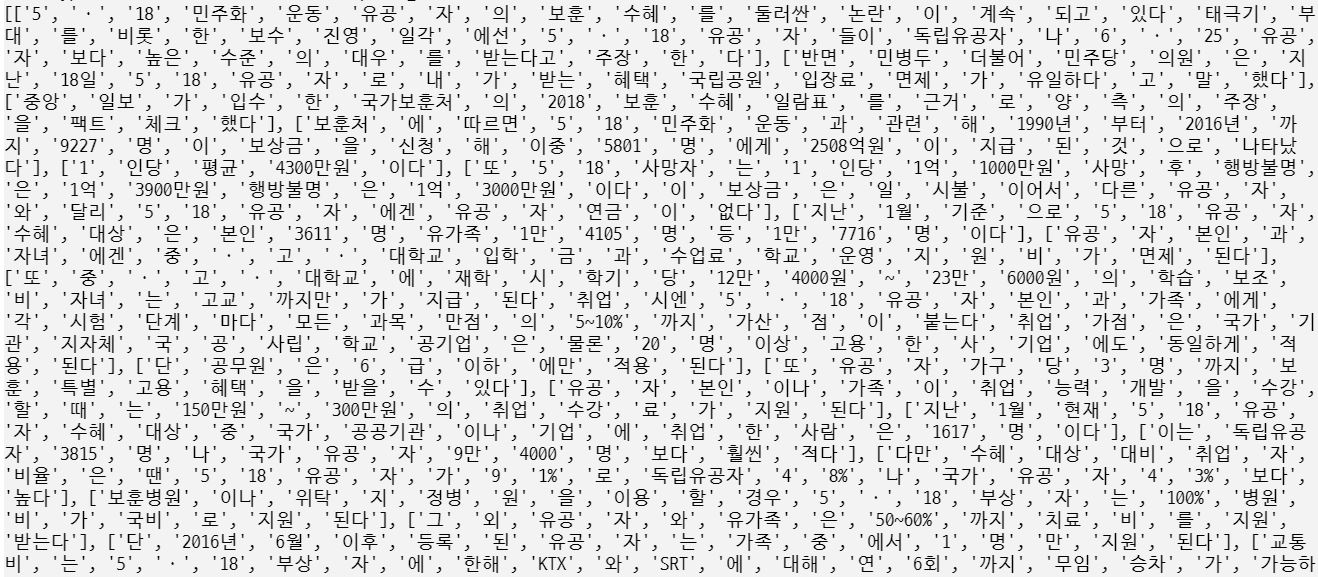 [['5', '·', '18', '민주화', '운동', '유공', '자', '의', '보훈', '수혜', '를', '둘러싼', '논란', '이', '계속', '되고', '있다', '태극기', '부
대', '를', '비롯', '한', '보수', '진영', '일각', '에선', '5', '·', '18', '유공', '자', '들이', '독립유공자', '나', '6', '·', '25', '유공',
'자', '보다', '높은', '수준', '의', '대우', '를', '받는다고', '주장', '한', '다'], ['반면', '민병두', '더불어', '민주당', '의원', '은', '지
난', '18일', '5', '18', '유공', '자', '로', '내', '가', '받는', '혜택', '국립공원', '입장료', '면제', '가', '유일하다', '고', '말', '했다'],
['중앙', '일보', '가', '입수', '한', '국가보훈처', '의', '2018', '보훈', '수혜', '일람표', '를', '근거', '로', '양', '측', '의', '주장',
'을', '팩트', '체크', '했다'], ['보훈처', '에', '따르면', '5', '18', '민주화', '운동', '과', '관련', '해', '1990년', '부터', '2016년', '까
지', '9227', '명', '이', '보상금', '을', '신청', '해', '이중', '5801', '명', '에게', '2508억원', '이', '지급', '된', '것', '으로', '나타났
다'], ['1', '인당', '평균', '4300만원', '이다'], ['또', '5', '18', '사망자', '는', '1', '인당', '1억', '1000만원', '사망', '후', '행방불명',
'은', '1억', '3900만원', '행방불명', '은', '1억', '3000만원', '이다', '이', '보상금', '은', '일', '시불', '이어서', '다른', '유공', '자',
'와', '달리', '5', '18', '유공', '자', '에겐', '유공', '자', '연금', '이', '없다'], ['지난', '1월', '기준', '으로', '5', '18', '유공', '자',
'수혜', '대상', '은', '본인', '3611', '명', '유가족', '1만', '4105', '명', '등', '1만', '7716', '명', '이다'], ['유공', '자', '본인', '과',
'자녀', '에겐', '중', '·', '고', '·', '대학교', '입학', '금', '과', '수업료', '학교', '운영', '지', '원', '비', '가', '면제', '된다'],
['또', '중', '·', '고', '·', '대학교', '에', '재학', '시', '학기', '당', '12만', '4000원', '~', '23만', '6000원', '의', '학습', '보조',
'비', '자녀', '는', '고교', '까지만', '가', '지급', '된다', '취업', '시엔', '5', '·', '18', '유공', '자', '본인', '과', '가족', '에게',
'각', '시험', '단계', '마다', '모든', '과목', '만점', '의', '5~10%', '까지', '가산', '점', '이', '붙는다', '취업', '가점', '은', '국가', '기
관', '지자체', '국', '공', '사립', '학교', '공기업', '은', '물론', '20', '명', '이상', '고용', '한', '사', '기업', '에도', '동일하게', '적
용', '된다'], ['단', '공무원', '은', '6', '급', '이하', '에만', '적용', '된다'], ['또', '유공', '자', '가구', '당', '3', '명', '까지', '보
훈', '특별', '고용', '혜택', '을', '받을', '수', '있다'], ['유공', '자', '본인', '이나', '가족', '이', '취업', '능력', '개발', '을', '수강',
'할', '때', '는', '150만원', '~', '300만원', '의', '취업', '수강', '료', '가', '지원', '된다'], ['지난', '1월', '현재', '5', '18', '유공',
'자', '수혜', '대상', '중', '국가', '공공기관', '이나', '기업', '에', '취업', '한', '사람', '은', '1617', '명', '이다'], ['이는', '독립유공
자', '3815', '명', '나', '국가', '유공', '자', '9만', '4000', '명', '보다', '훨씬', '적다'], ['다만', '수혜', '대상', '대비', '취업', '자',
'비율', '은', '땐', '5', '18', '유공', '자', '가', '9', '1%', '로', '독립유공자', '4', '8%', '나', '국가', '유공', '자', '4', '3%', '보다',
'높다'], ['보훈병원', '이나', '위탁', '지', '정병', '원', '을', '이용', '할', '경우', '5', '·', '18', '부상', '자', '는', '100%', '병원',
'비', '가', '국비', '로', '지원', '된다'], ['그', '외', '유공', '자', '와', '유가족', '은', '50~60%', '까지', '치료', '비', '를', '지원',
'받는다'], ['단', '2016년', '6월', '이후', '등록', '된', '유공', '자', '는', '가족', '중', '에서', '1', '명', '만', '지원', '된다'], ['교통
비', '는', '5', '·', '18', '부상', '자', '에', '한해', 'KTX', '와', 'SRT', '에', '대해', '연', '6회', '까지', '무임', '승차', '가', '가능하